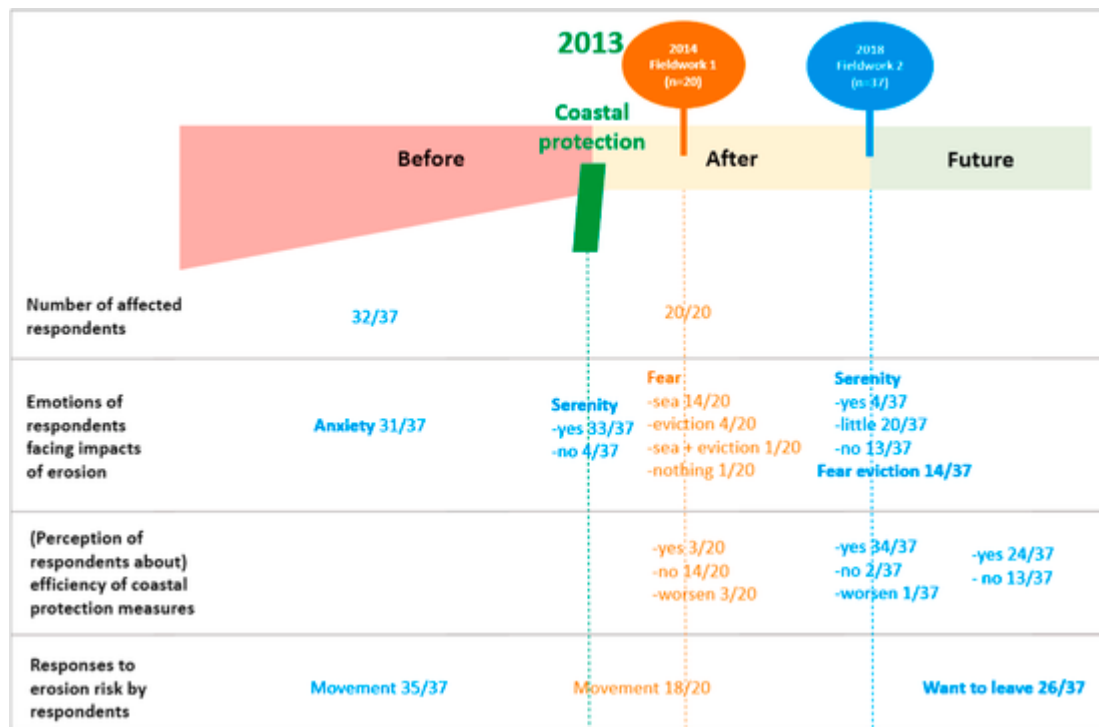 2013
2014
Fieldwork 1
(n=20)
2018
Fieldwork 2
(n=37)
Coastal
protection
Before
After
Future
Number of affected
respondents
32/37
20/20
Emotions of
respondents
facing impacts
of erosion
Anxiety 31/37
Serenity
-yes 33/37
-no 4/37
Fear
-sea 14/20
-eviction 4/20
-sea + eviction 1/20
-nothing 1/20
Serenity
-yes 4/37
-little 20/37
-no 13/37
Fear eviction 14/37
(Perception of
respondents about)
efficiency of coastal
protection measures
-yes 3/20
-no 14/20
-worsen 3/20
-yes 34/37
-no 2/37
-worsen 1/37
-yes 24/37
- no 13/37
Responses to
erosion risk by
respondents
Movement 35/37
Movement 18/20
Want to leave 26/37